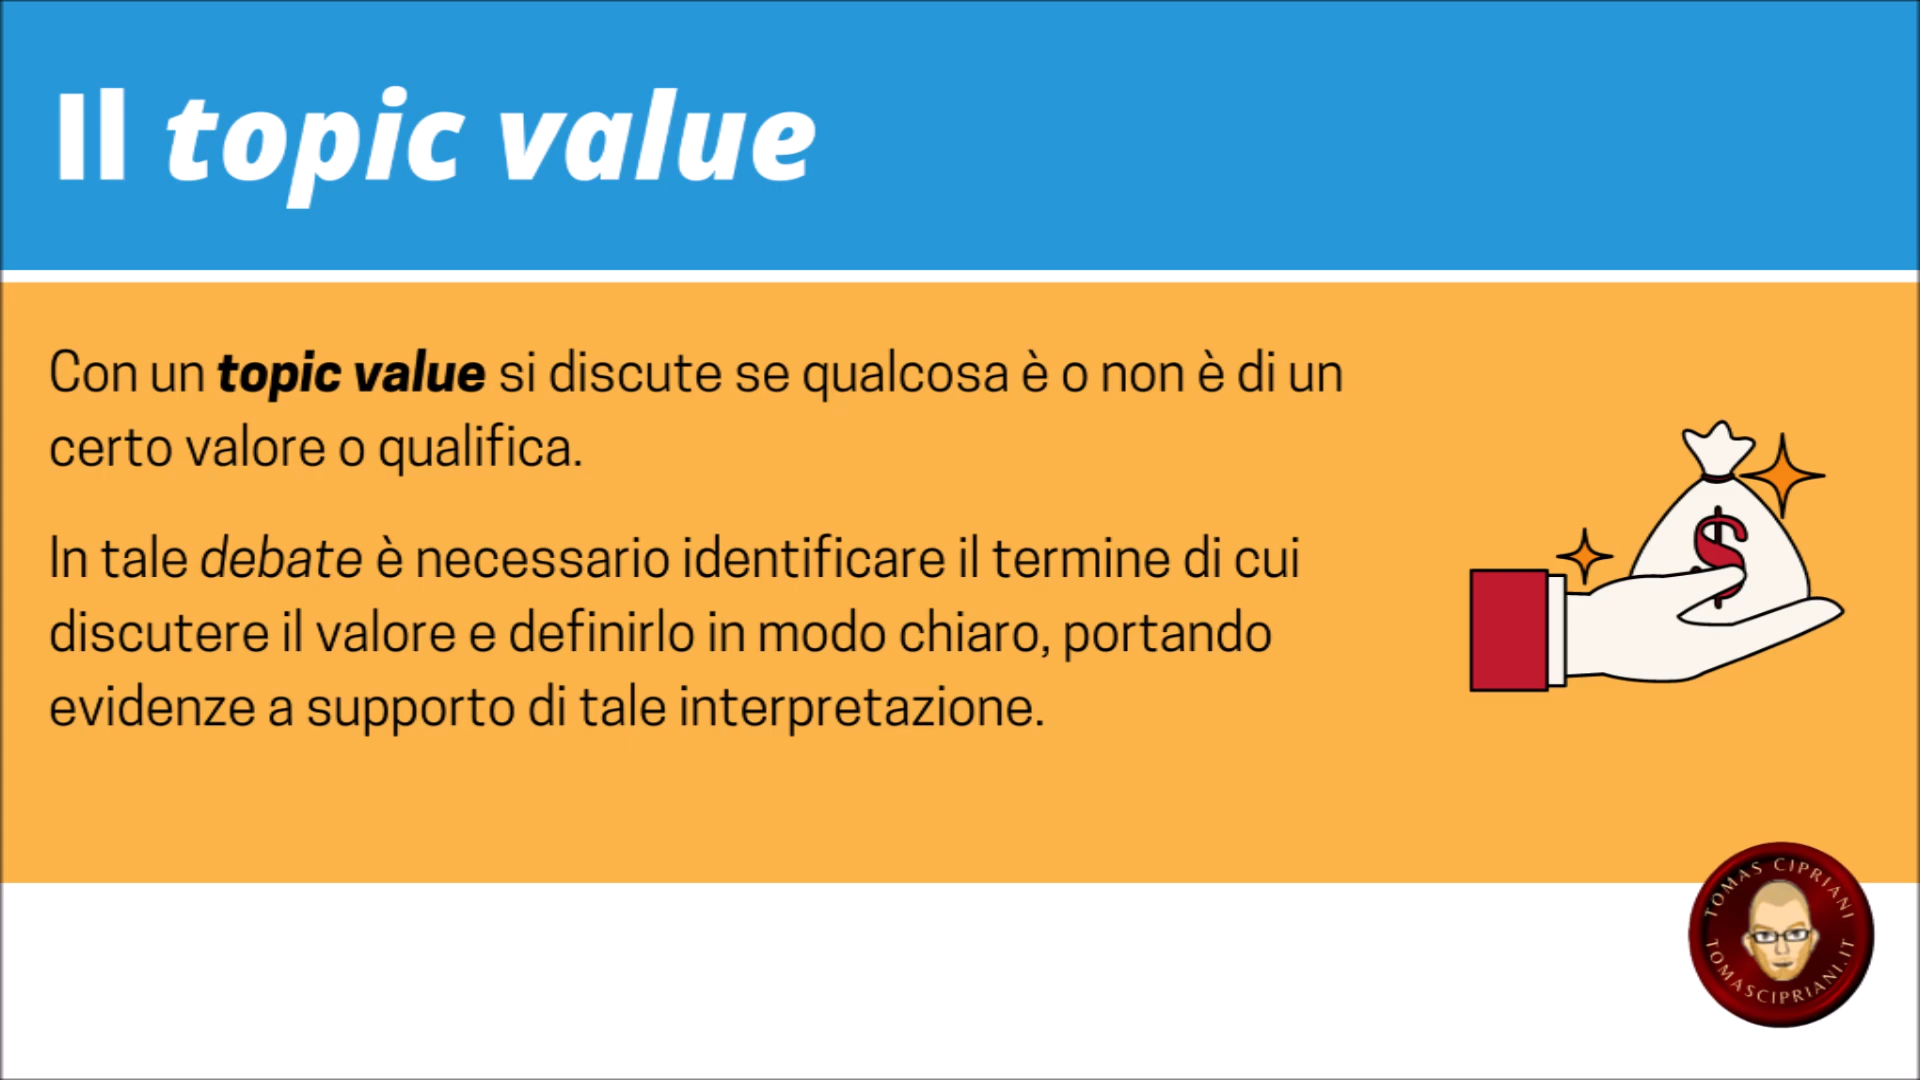 Il topic value
Con un topic value si discute se qualcosa è o non è di un
certo valore o qualifica.
In tale debate è necessario identificare il termine di cui
discutere il valore e definirlo in modo chiaro, portando
evidenze a supporto di tale interpretazione.
$
TOMAS CIPRIANI
TOMASCIPRIANI.IT